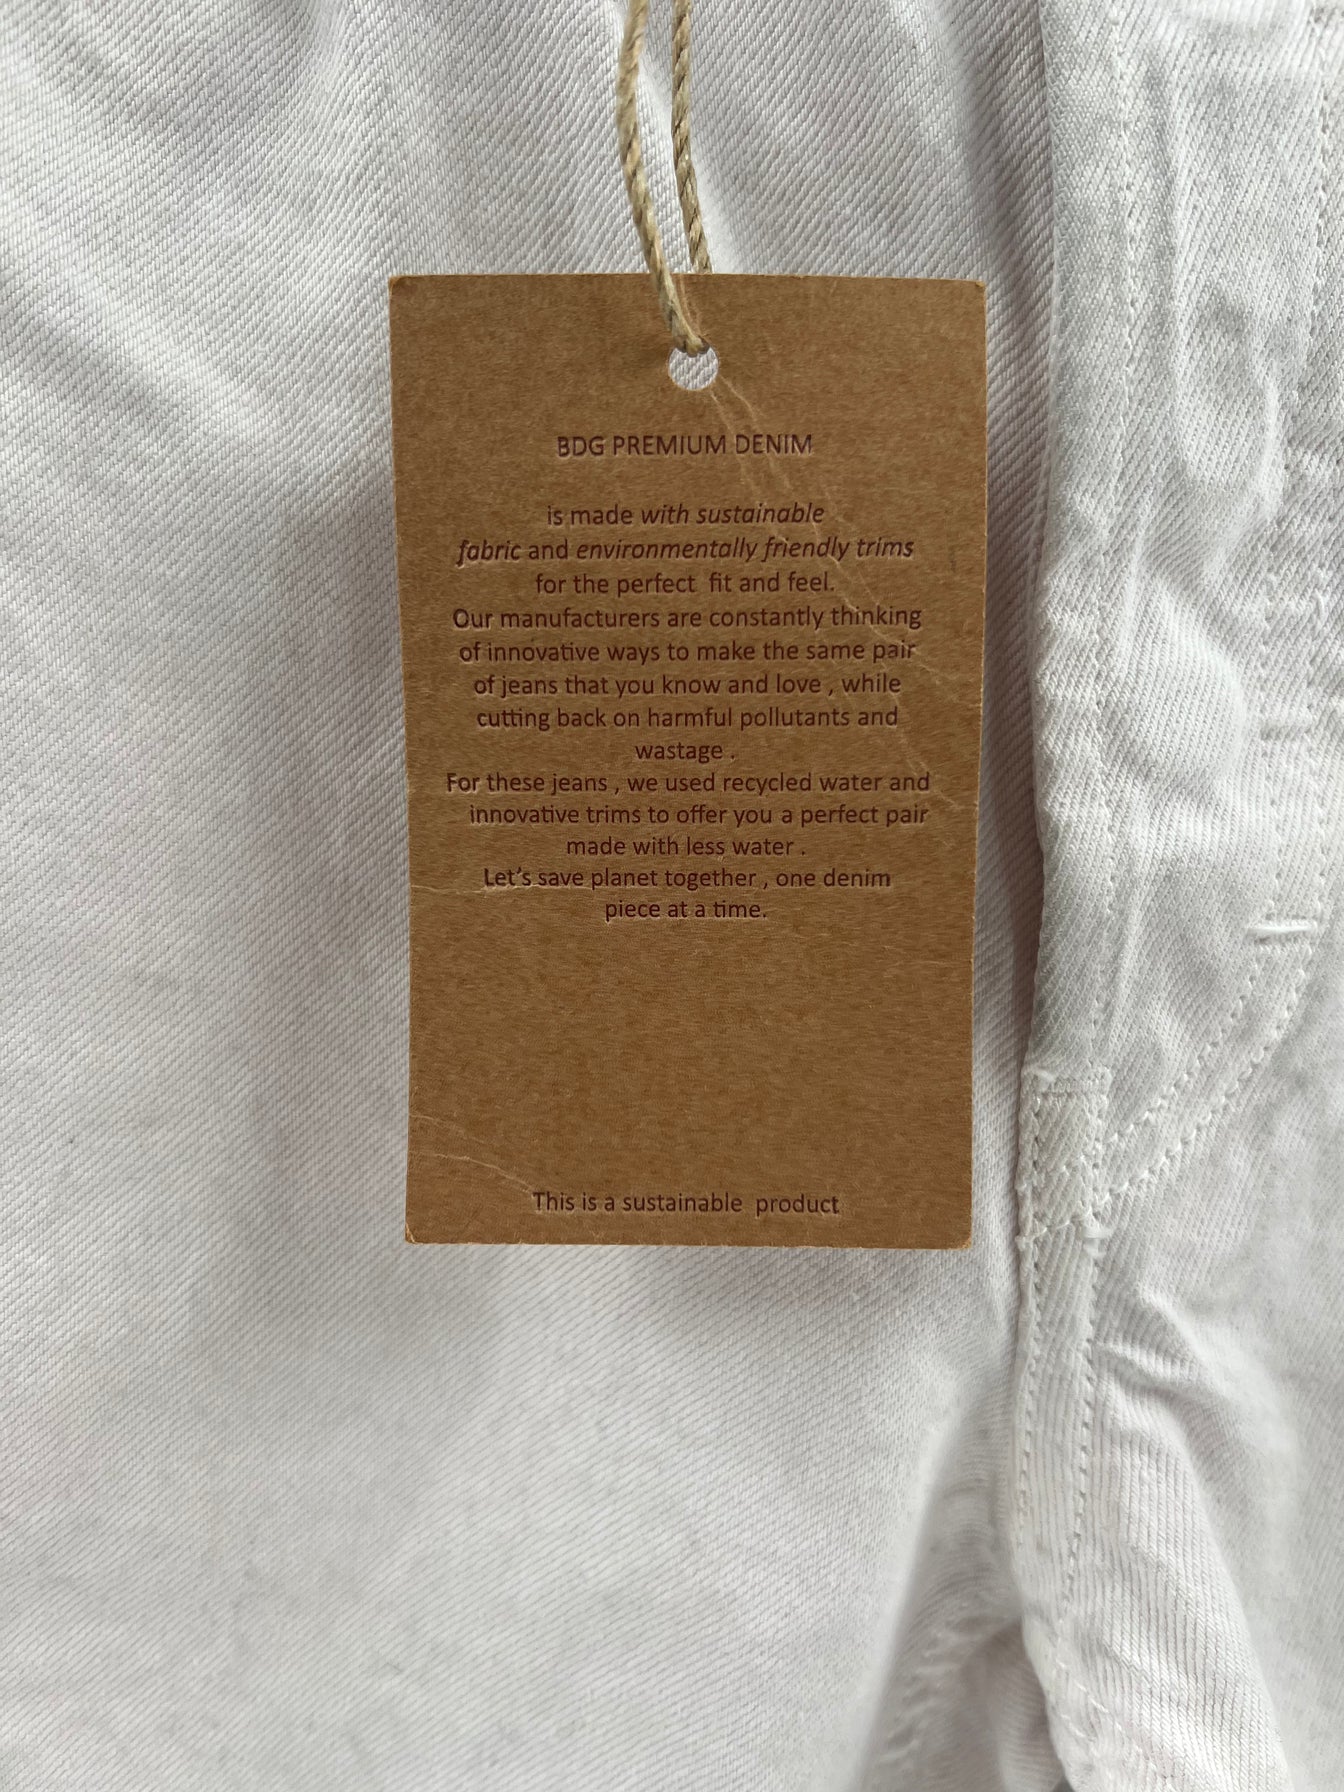 BDG PREMIUM DENIM
is made with sustainable
fabric and environmentally friendly trims
for the perfect fit and feel.
Our manufacturers are constantly thinking
of innovative ways to make the same pair
of jeans that you know and love , while
cutting back on harmful pollutants and
wastage .
For these jeans , we used recycled water and
innovative trims to offer you a perfect pair
made with less water .
Let's save planet together , one denim
piece at a time.
This is a sustainable product